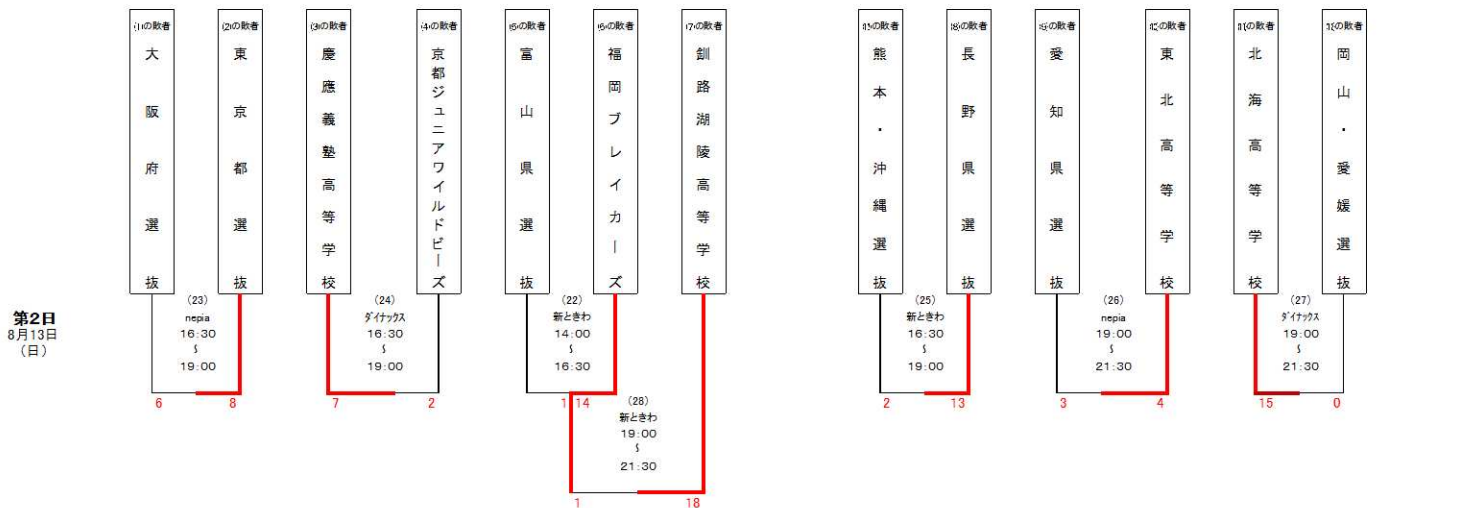 (1)の敗者
大阪府選抜
(2)の敗者
東京都選抜
(3)の敗者
慶應義塾高等学校
(4)の敗者
京都ジュニアワイルドビーズ
(5)の敗者
富山県選抜
(6)の敗者
福岡ブレイカーズ
(7)の敗者
釧路湖陵高等学校
の敗者
熊本・沖縄選抜
の敗者
長野県選抜
の敗者
愛知県選抜
の敗者
東北高等学校
の敗者
北海高等学校
の敗者
岡山・愛媛選抜
第2日
8月13日
（日）
(23)
nepia
16:30
～
19:00
6 8
(24)
ダイナックス
16:30
～
19:00
7 2
(22)
新ときわ
14:00
～
16:30
1 14
(28)
新ときわ
19:00
～
21:30
1 18
(25)
新ときわ
16:30
～
19:00
2 13
(26)
nepia
19:00
～
21:30
3 4
(27)
ダイナックス
19:00
～
21:30
15 0